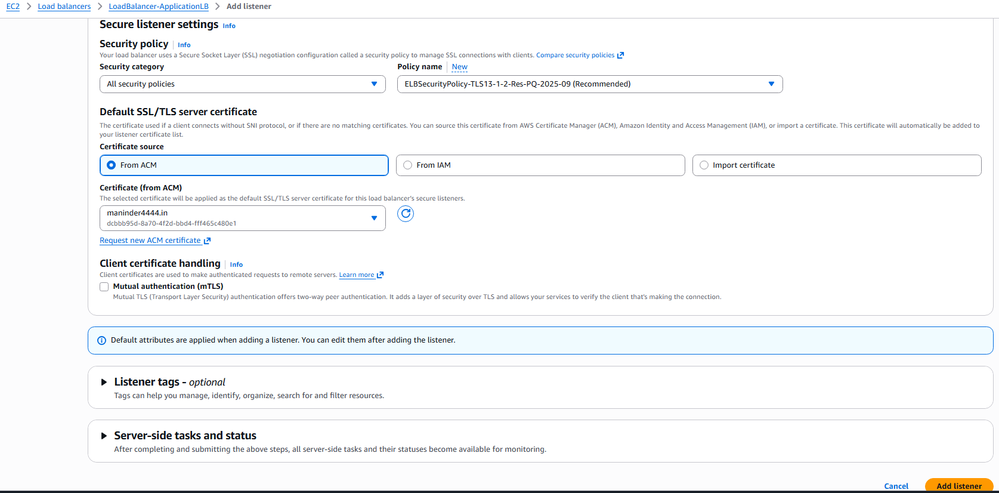 EC2 > Load balancers > LoadBalancer-ApplicationLB > Add listener
Secure listener settings Info
Security policy | Info
Your load balancer uses a Secure Socket Layer (SSL) negotiation configuration called a security policy to manage SSL connections with clients. Compare security policies
Security category
Policy name | New
All security policies
ELBSecurityPolicy-TLS13-1-2-Res-PQ-2025-09 (Recommended)
Default SSL/TLS server certificate
The certificate used if a client connects without SNI protocol, or if there are no matching certificates. You can source this certificate from AWS Certificate Manager (ACM), Amazon Identity and Access Management (IAM), or import a certificate. This certificate will automatically be added to
your listener certificate list.
Certificate source
From ACM
From IAM
Import certificate
Certificate (from ACM)
The selected certificate will be applied as the default SSL/TLS server certificate for this load balancer's secure listeners.
maninder4444.in
dcbbb95d-8a70-4f2d-bbd4-fff465c480e1
Request new ACM certificate
Client certificate handling | Info
Client certificates are used to make authenticated requests to remote servers. Learn more
Mutual authentication (mTLS)
Mutual TLS (Transport Layer Security) authentication offers two-way peer authentication. It adds a layer of security over TLS and allows your services to verify the client that's making the connection.
Default attributes are applied when adding a listener. You can edit them after adding the listener.
Listener tags - optional
Tags can help you manage, identify, organize, search for and filter resources.
Server-side tasks and status
After completing and submitting the above steps, all server-side tasks and their statuses become available for monitoring.
Cancel
Add listener